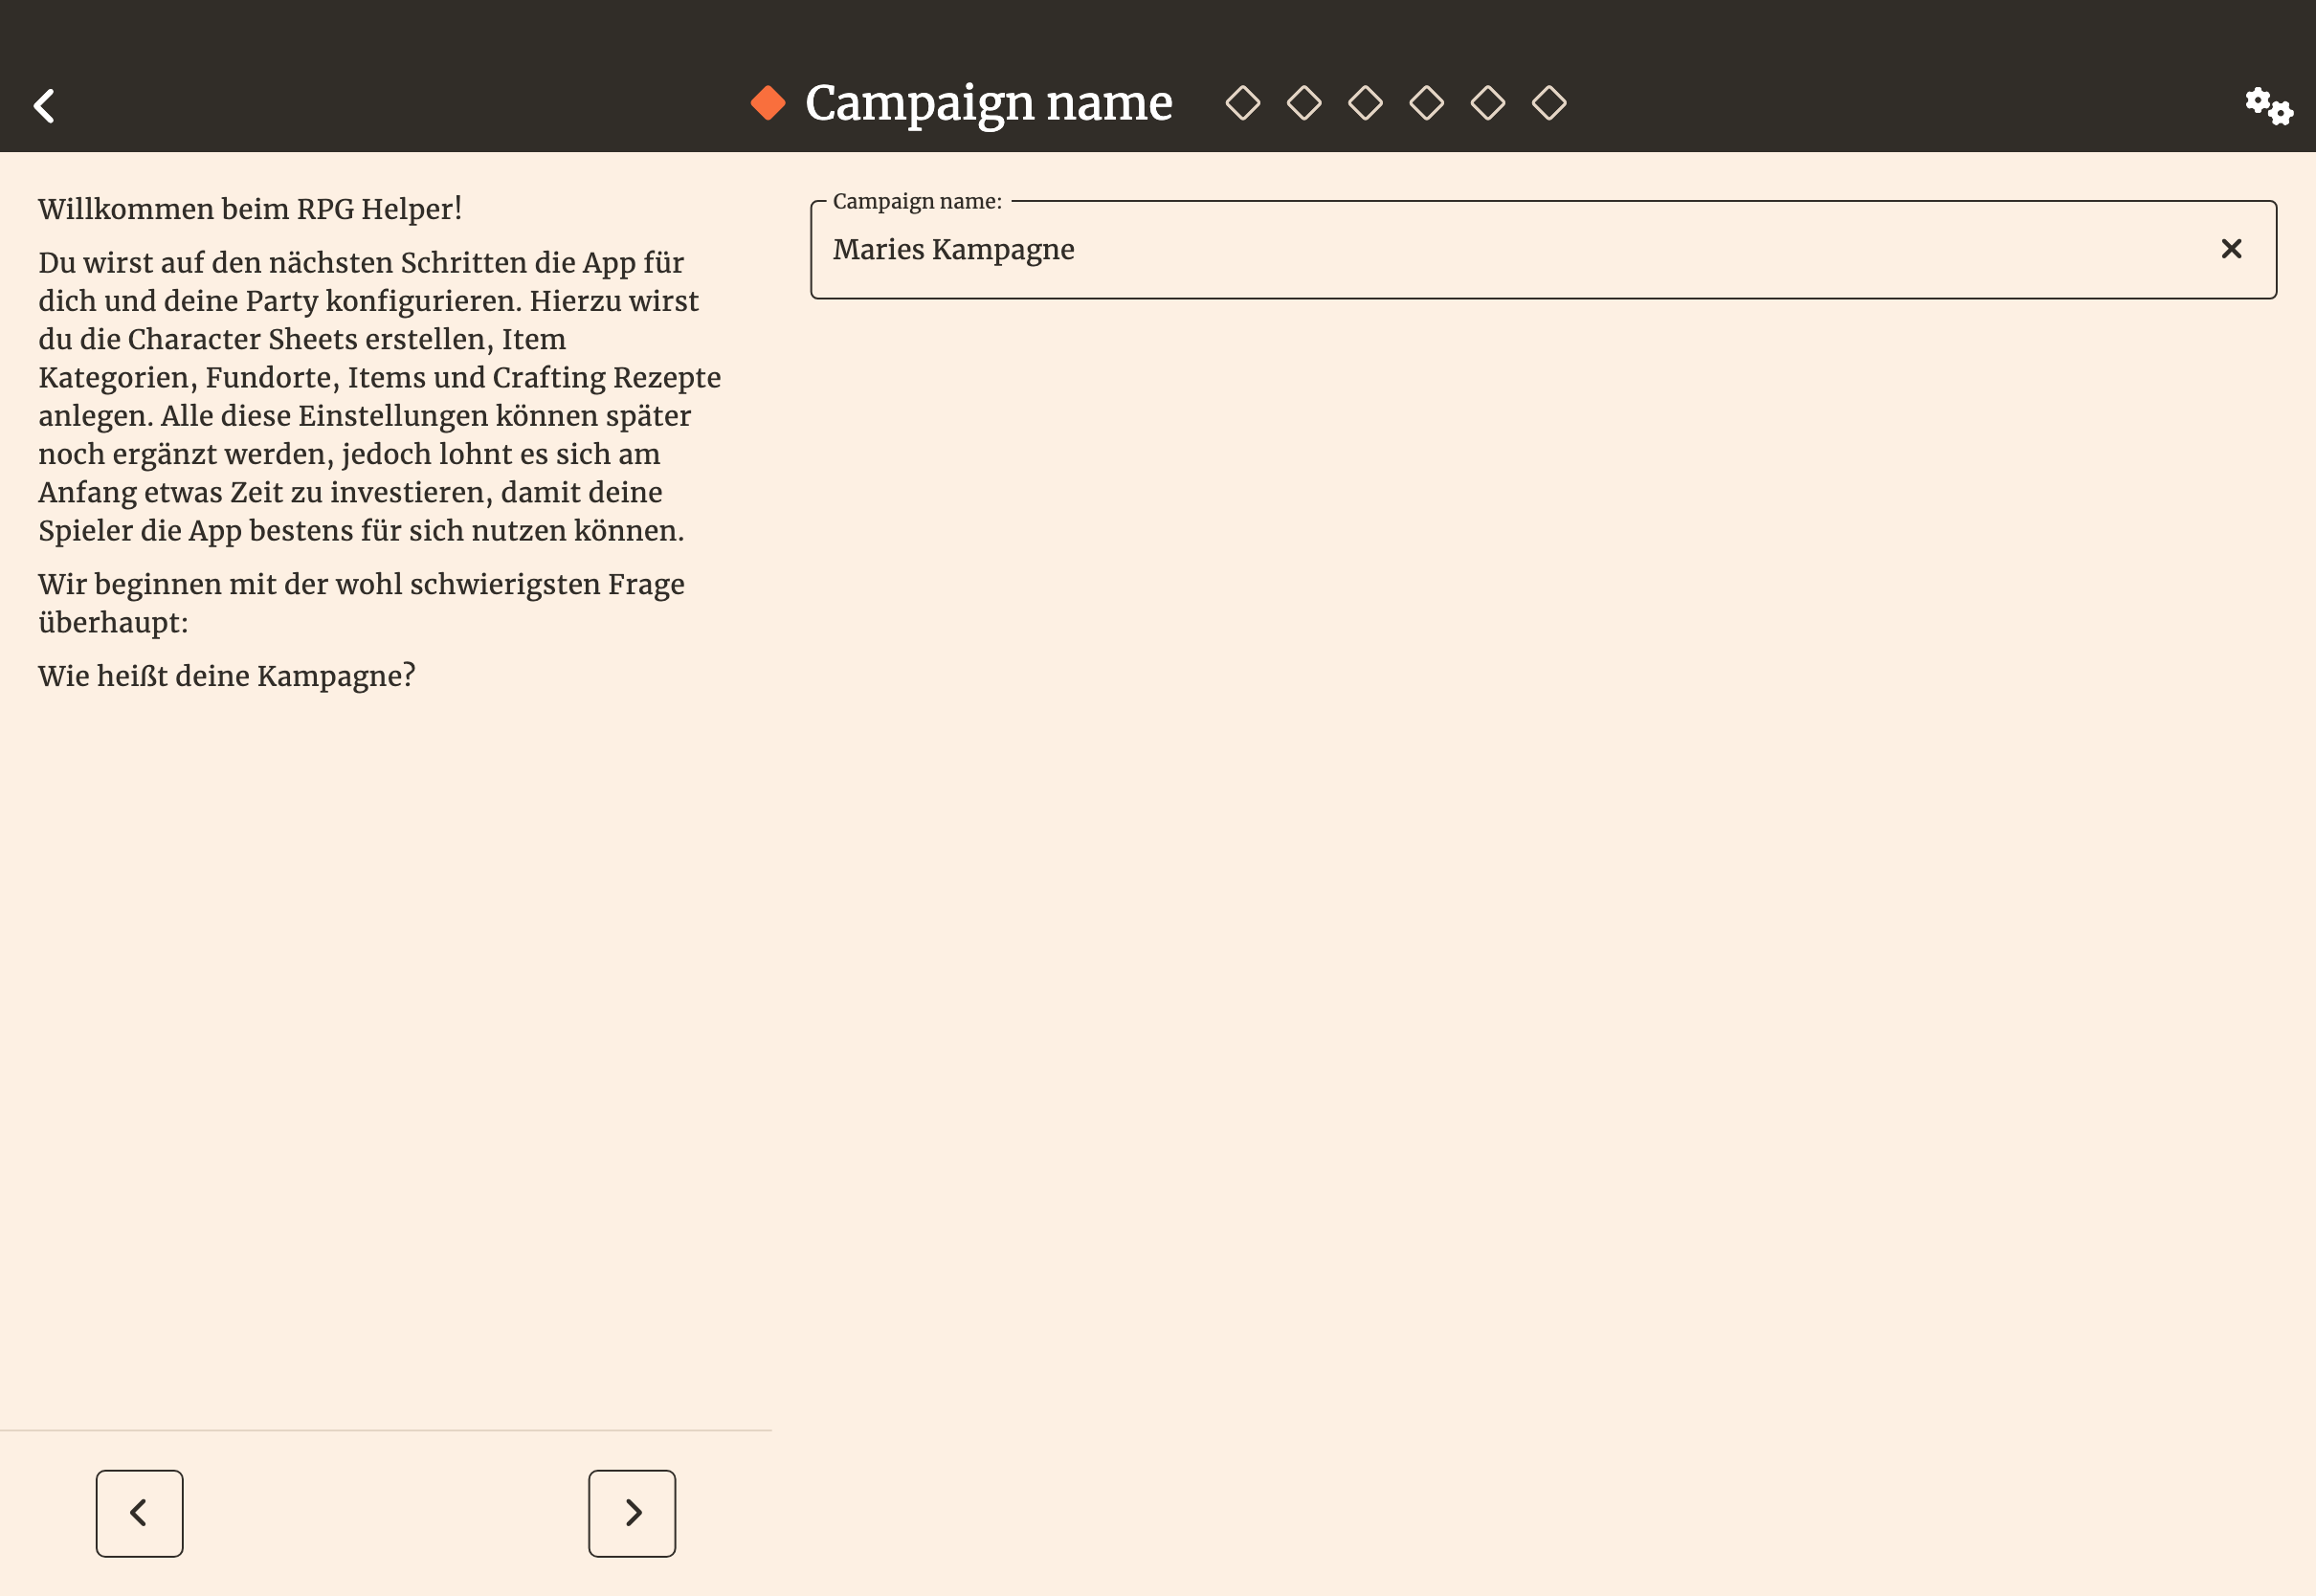 Campaign name
Willkommen beim RPG Helper!
Du wirst auf den nächsten Schritten die App für
dich und deine Party konfigurieren. Hierzu wirst
du die Character Sheets erstellen, Item
Kategorien, Fundorte, Items und Crafting Rezepte
anlegen. Alle diese Einstellungen können später
noch ergänzt werden, jedoch lohnt es sich am
Anfang etwas Zeit zu investieren, damit deine
Spieler die App bestens für sich nutzen können.
Wir beginnen mit der wohl schwierigsten Frage
überhaupt:
Wie heißt deine Kampagne?
Campaign name:
Maries Kampagne